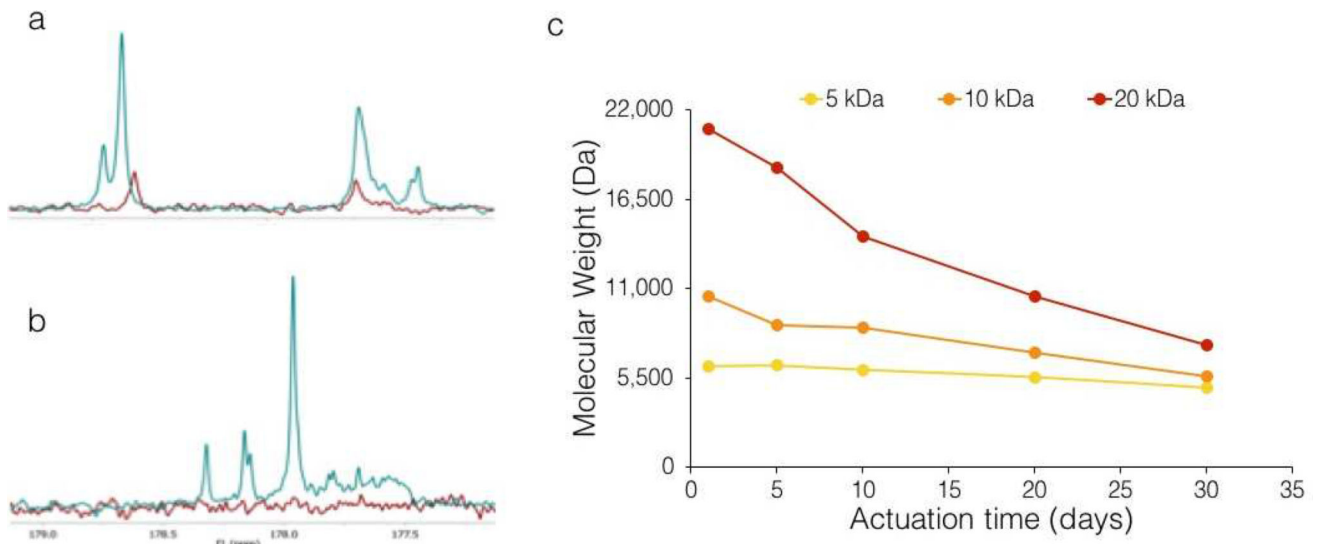 a
b
179.0 178.5 178.0 177.5
c
5 kDa 10 kDa 20 kDa
Molecular Weight (Da)
22,000
16,500
11,000
5,500
0
0 5 10 15 20 25 30 35
Actuation time (days)